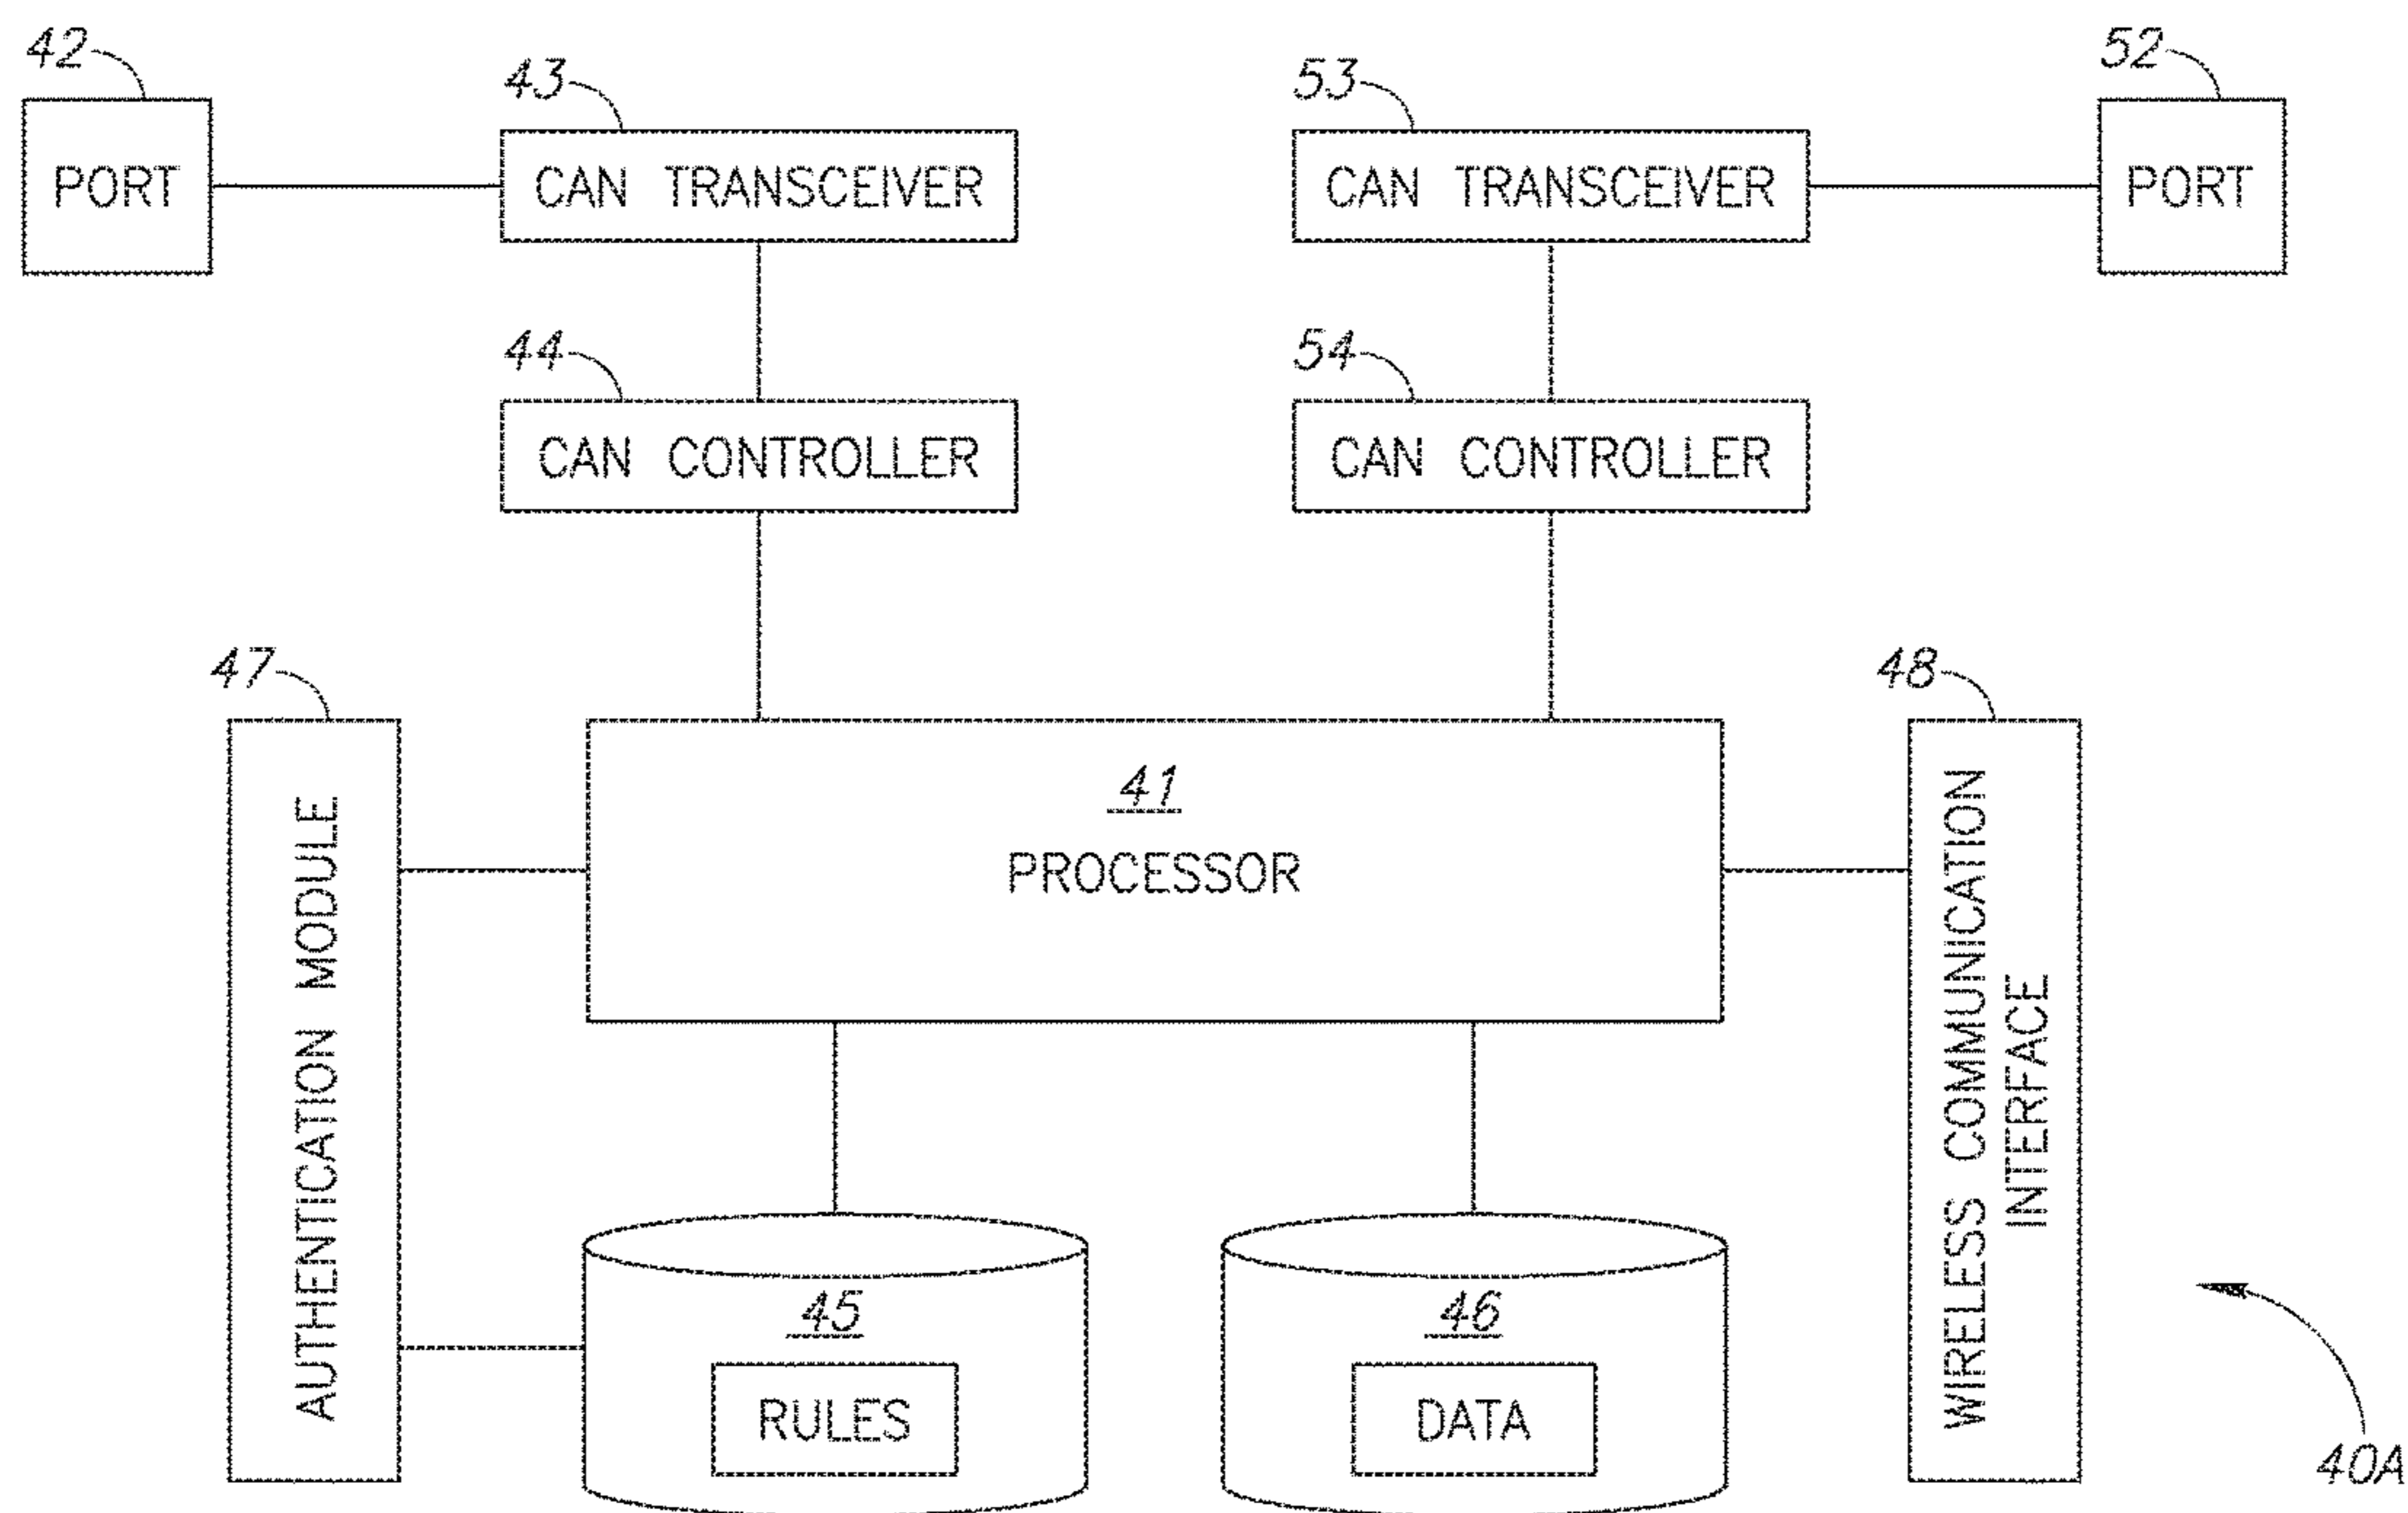 42
43
53
52
PORT
CAN TRANSCEIVER
CAN TRANSCEIVER
PORT
44
54
CAN CONTROLLER
CAN CONTROLLER
47
48
41
PROCESSOR
AUTHENTICATION MODULE
WIRELESS COMMUNICATION
INTERFACE
45
46
RULES
DATA
40A